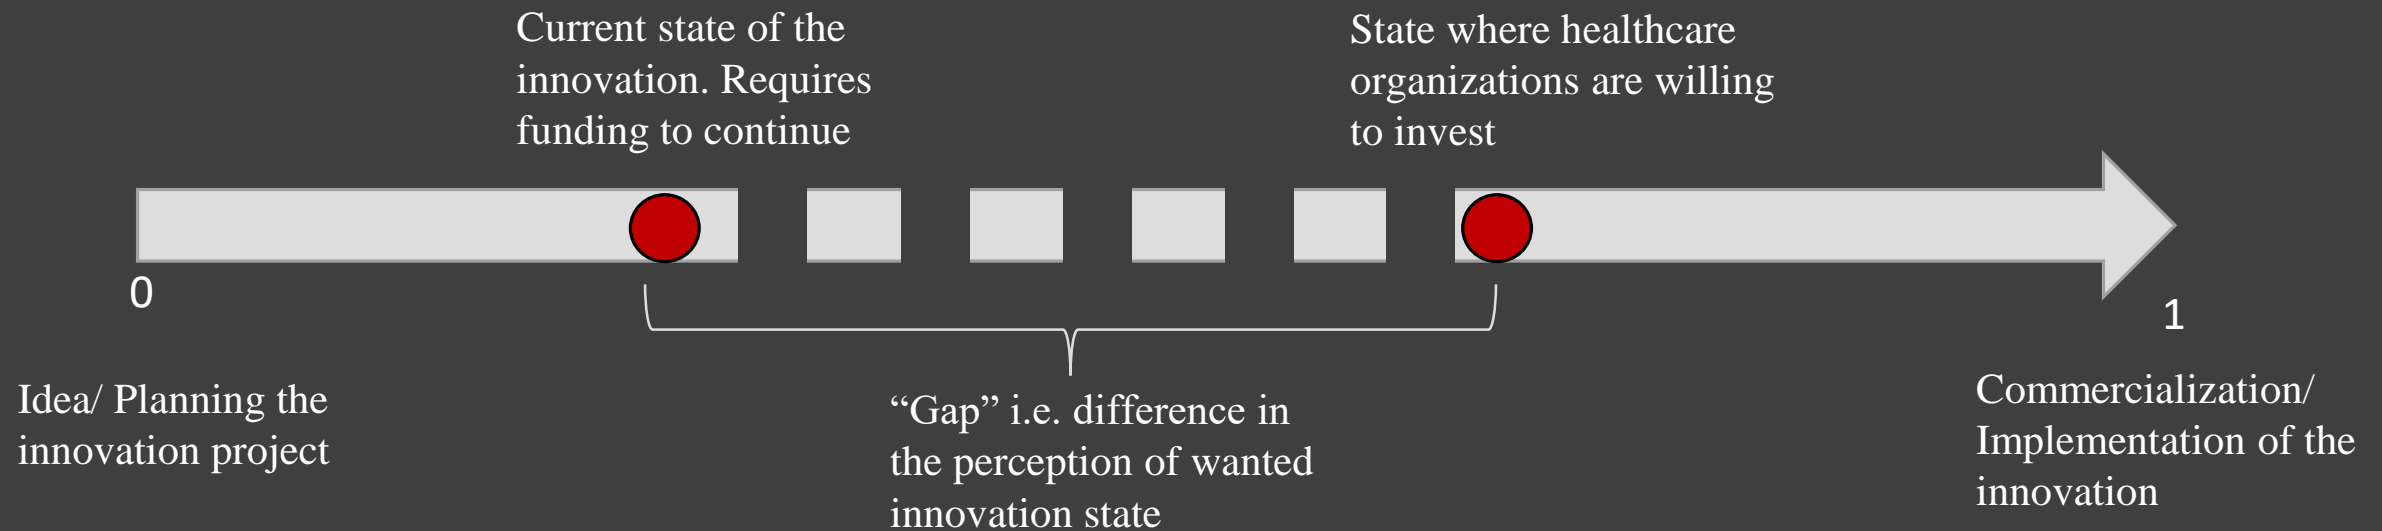 Current state of the
innovation. Requires
funding to continue
State where healthcare
organizations are willing
to invest
0
1
Idea/ Planning the
innovation project
“Gap” i.e. difference in
the perception of wanted
innovation state
Commercialization/
Implementation of the
innovation